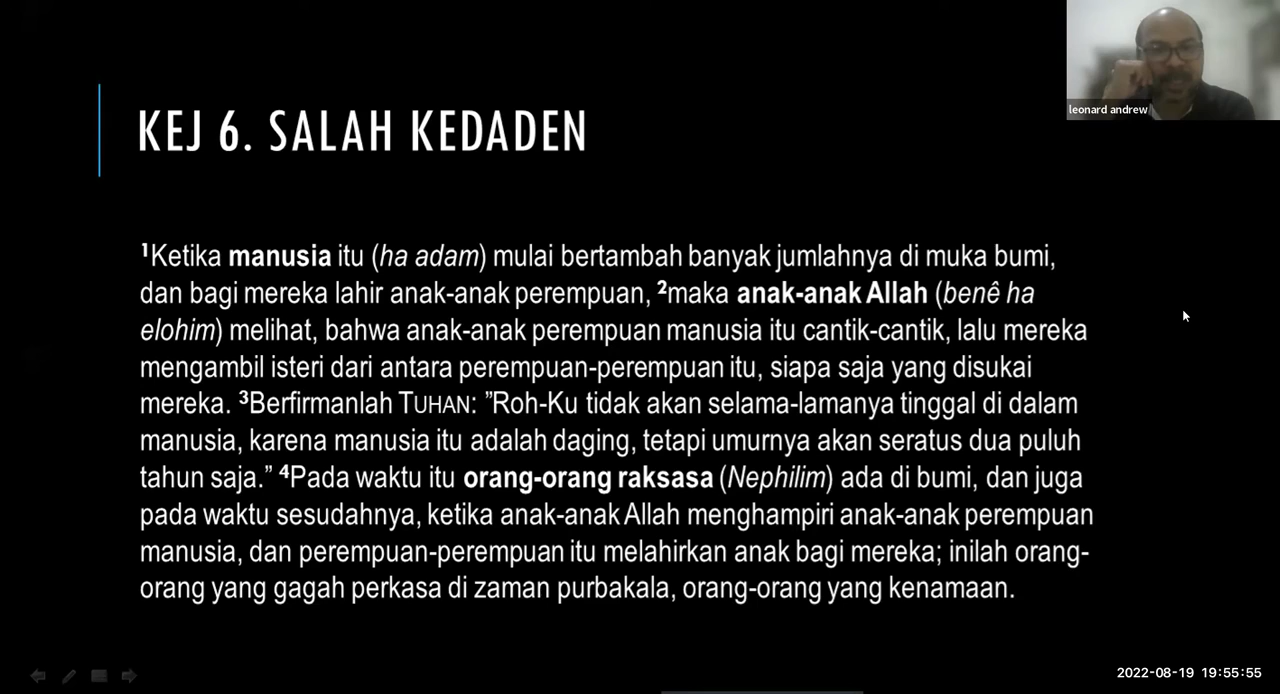 leonard andrew
KEJ 6. SALAH KEDADEN
¹Ketika manusia itu (ha adam) mulai bertambah banyak jumlahnya di muka bumi,
dan bagi mereka lahir anak-anak perempuan, ²maka anak-anak Allah (benê ha
elohim) melihat, bahwa anak-anak perempuan manusia itu cantik-cantik, lalu mereka
mengambil isteri dari antara perempuan-perempuan itu, siapa saja yang disukai
mereka. ³Berfirmanlah TUHAN: ”Roh-Ku tidak akan selama-lamanya tinggal di dalam
manusia, karena manusia itu adalah daging, tetapi umurnya akan seratus dua puluh
tahun saja.” ⁴Pada waktu itu orang-orang raksasa (Nephilim) ada di bumi, dan juga
pada waktu sesudahnya, ketika anak-anak Allah menghampiri anak-anak perempuan
manusia, dan perempuan-perempuan itu melahirkan anak bagi mereka; inilah orang-
orang yang gagah perkasa di zaman purbakala, orang-orang yang kenamaan.
2022-08-19 19:55:55